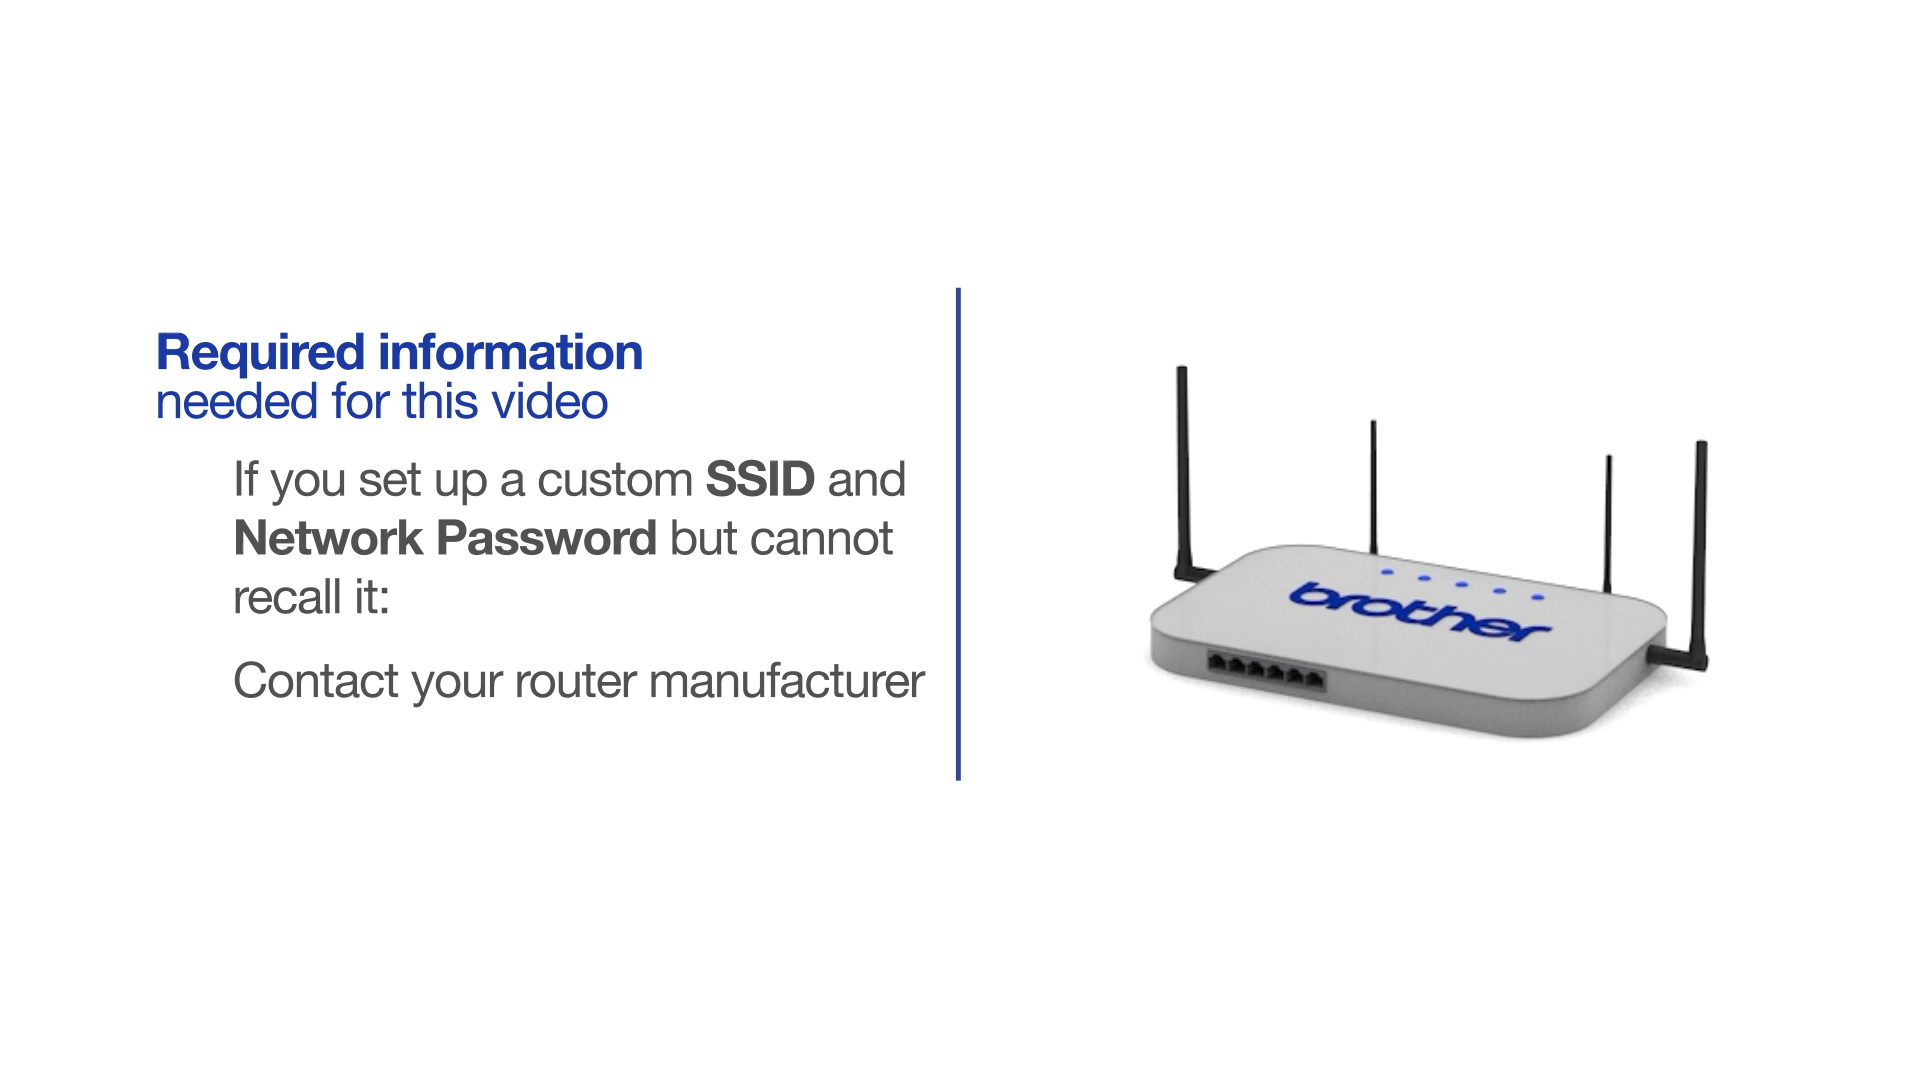 Required information
needed for this video
If you set up a custom SSID and
Network Password but cannot
recall it:
Contact your router manufacturer
brother